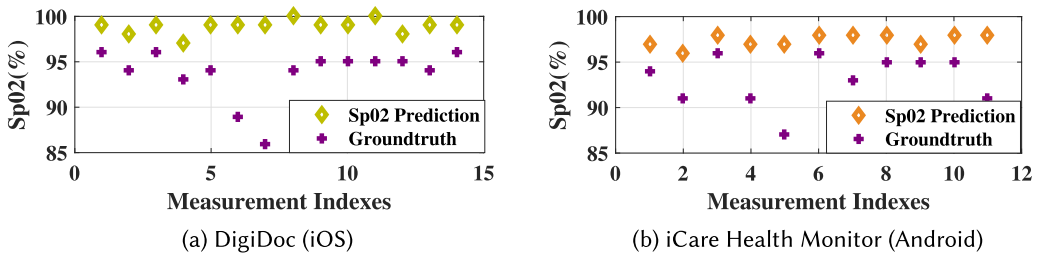 100
95
90
85
Sp02(%)
Sp02 Prediction
Groundtruth
0 5 10 15
Measurement Indexes
(a) DigiDoc (iOS)
100
95
90
85
Sp02(%)
Sp02 Prediction
Groundtruth
0 2 4 6 8 10 12
Measurement Indexes
(b) iCare Health Monitor (Android)